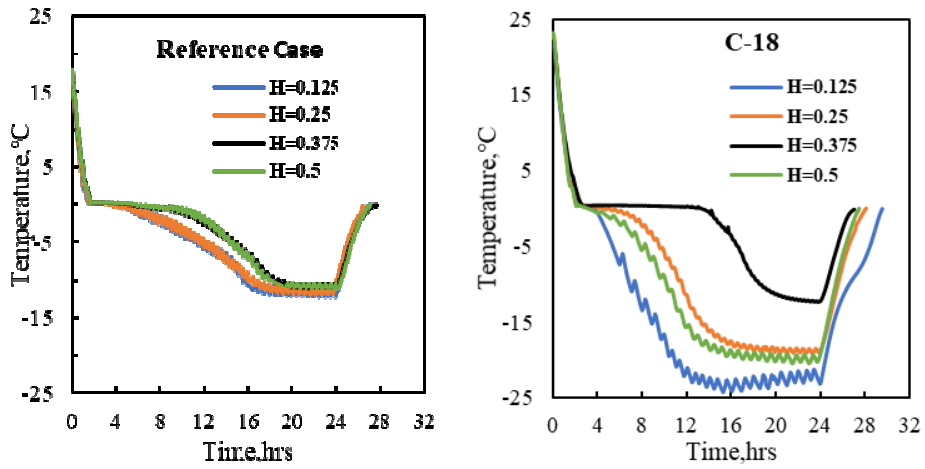 Reference Case
H=0.125
H=0.25
H=0.375
H=0.5
Temperature,°C
25
15
5
-5
-15
-25
0 4 8 12 16 20 24 28 32
Time,hrs
C-18
H=0.125
H=0.25
H=0.375
H=0.5
Temperature,°C
25
15
5
-5
-15
-25
0 4 8 12 16 20 24 28 32
Time,hrs